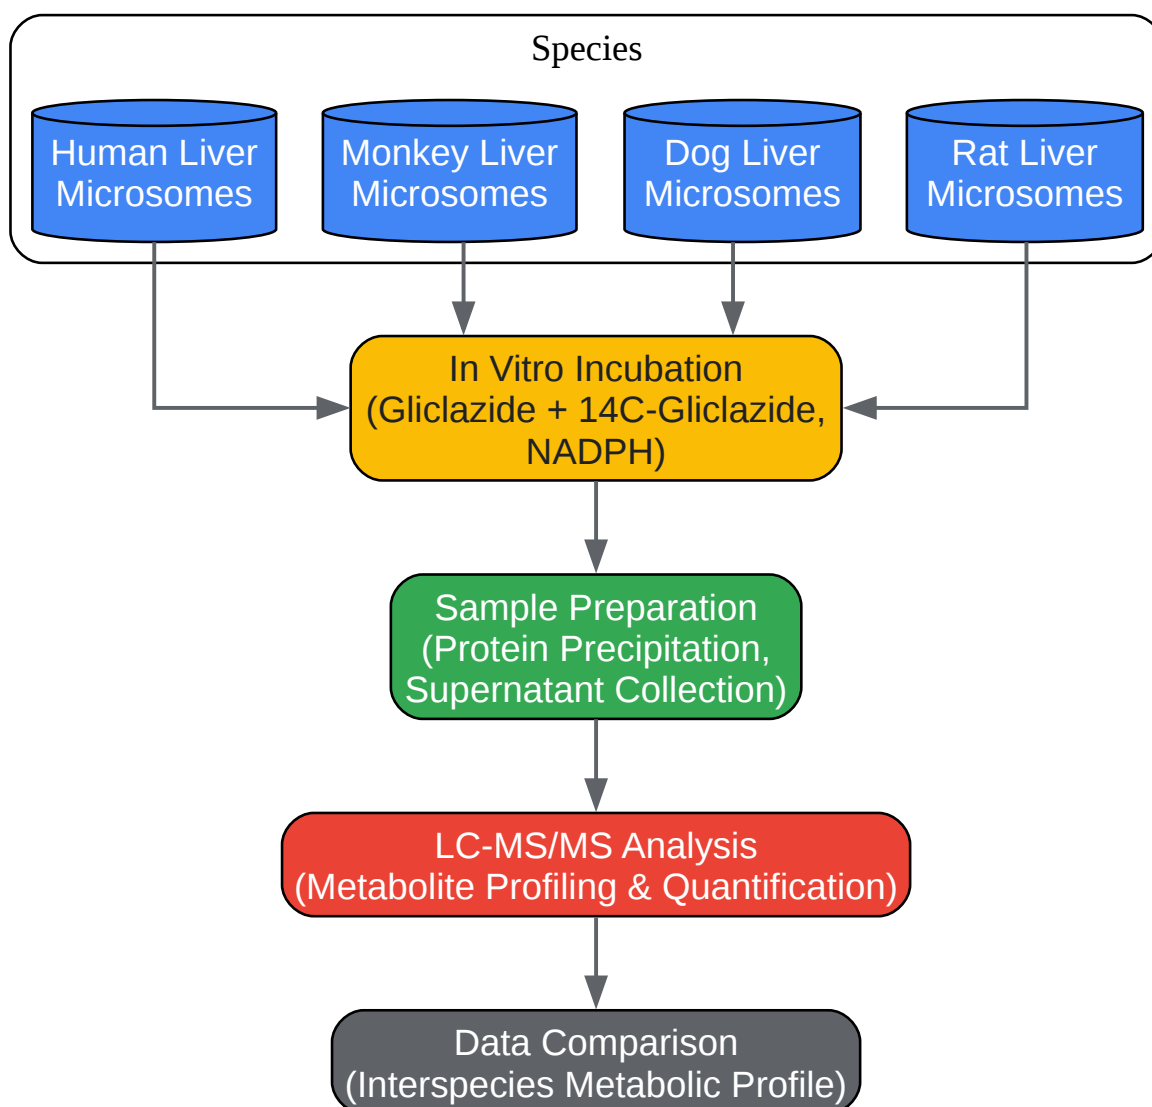 Species
Human Liver
Microsomes
Monkey Liver
Microsomes
Dog Liver
Microsomes
Rat Liver
Microsomes
In Vitro Incubation
(Gliclazide + 14C-Gliclazide,
NADPH)
Sample Preparation
(Protein Precipitation,
Supernatant Collection)
LC-MS/MS Analysis
(Metabolite Profiling & Quantification)
Data Comparison
(Interspecies Metabolic Profile)